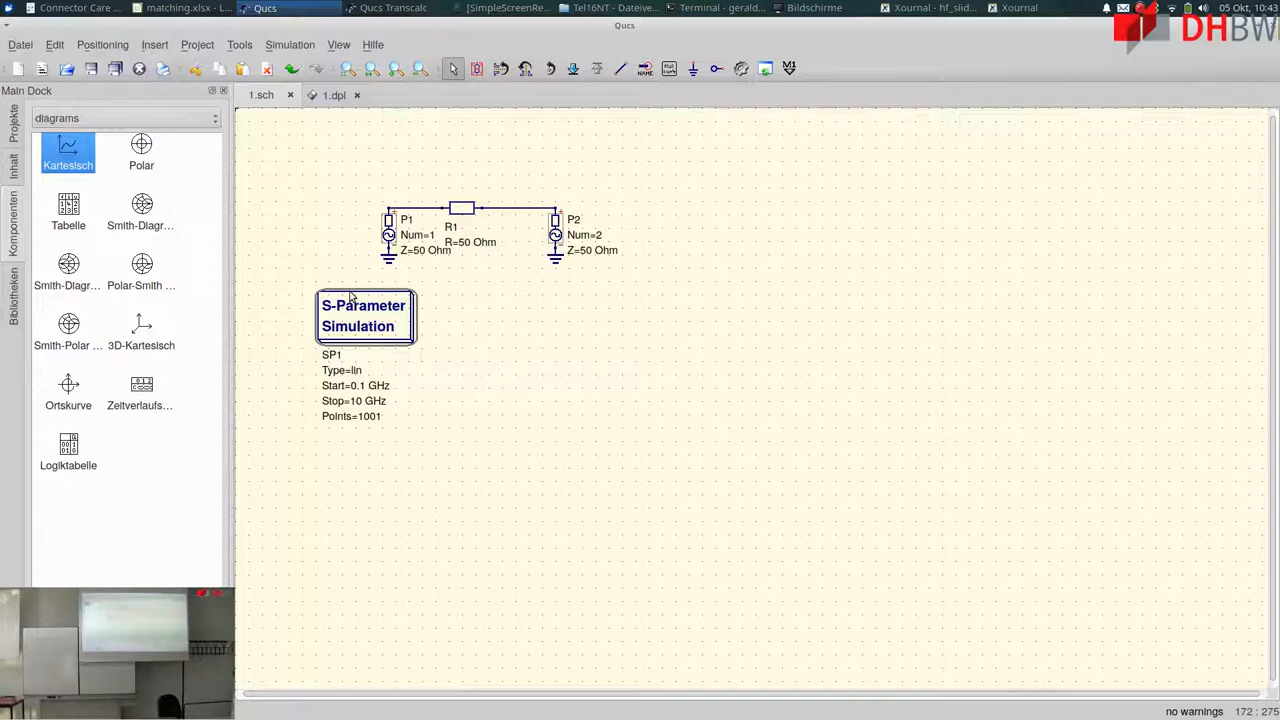 Connector Care ...
matching.xlsx - L...
Qucs
Qucs Transcalc
[SimpleScreenRe...
Tel16NT - Dateive...
Terminal - gerald...
Bildschirme
Xournal - hf_slid...
Xournal
05 Okt, 10:43
Qucs
DHBW
Datei
Edit
Positioning
Insert
Project
Tools
Simulation
View
Hilfe
NAME
M1
Main Dock
1.sch
1.dpl
Projekte
Inhalt
Komponenten
Bibliotheken
diagrams
Kartesisch
Polar
Tabelle
Smith-Diagr...
Smith-Diagr...
Polar-Smith ...
Smith-Polar ...
3D-Kartesisch
Ortskurve
Zeitverlaufs...
Logiktabelle
P1
Num=1
Z=50 Ohm
R1
R=50 Ohm
P2
Num=2
Z=50 Ohm
S-Parameter
Simulation
SP1
Type=lin
Start=0.1 GHz
Stop=10 GHz
Points=1001
no warnings
172 : 275